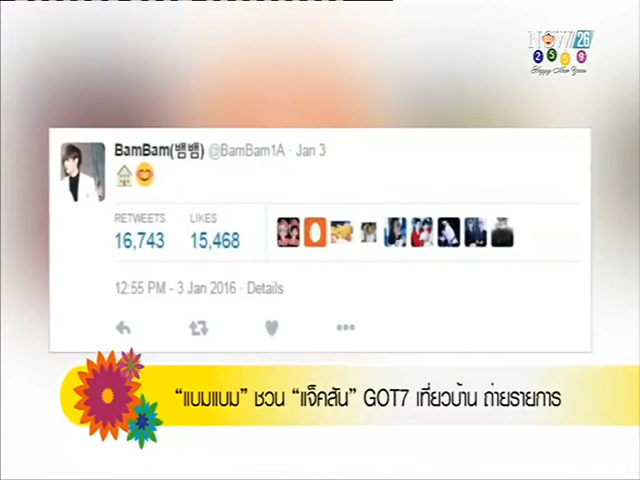 NOW 26
2559
Happy New Year
BamBam(뱀뱀) @BamBam1A · Jan 3
RETWEETS LIKES
16,743 15,468
12:55 PM - 3 Jan 2016 · Details
“แบมแบม” ชวน “แจ็คสัน” GOT7 เที่ยวบ้าน ถ่ายรายการ